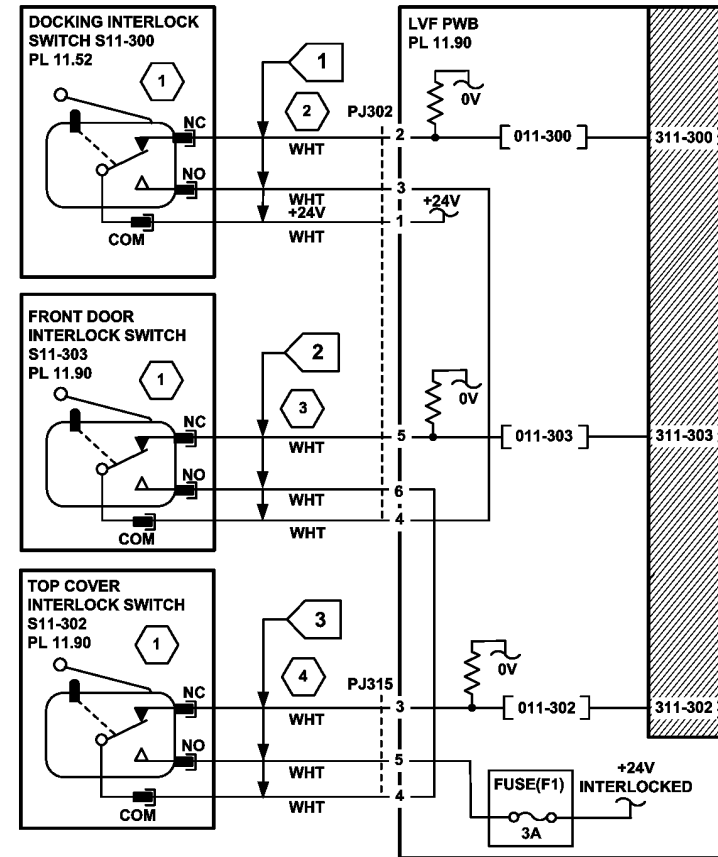 DOCKING INTERLOCK
SWITCH S11-300
PL 11.52
1
NC
NO
COM
1
2
WHT
WHT
+24V
WHT
PJ302
2
3
1
LVF PWB
PL 11.90
0V
+24V
011-300
311-300
FRONT DOOR
INTERLOCK SWITCH
S11-303
PL 11.90
1
NC
NO
COM
2
3
WHT
WHT
WHT
5
6
4
0V
011-303
311-303
TOP COVER
INTERLOCK SWITCH
S11-302
PL 11.90
1
NC
NO
COM
3
4
WHT
WHT
WHT
PJ315
3
5
4
0V
011-302
311-302
FUSE(F1)
3A
+24V
INTERLOCKED